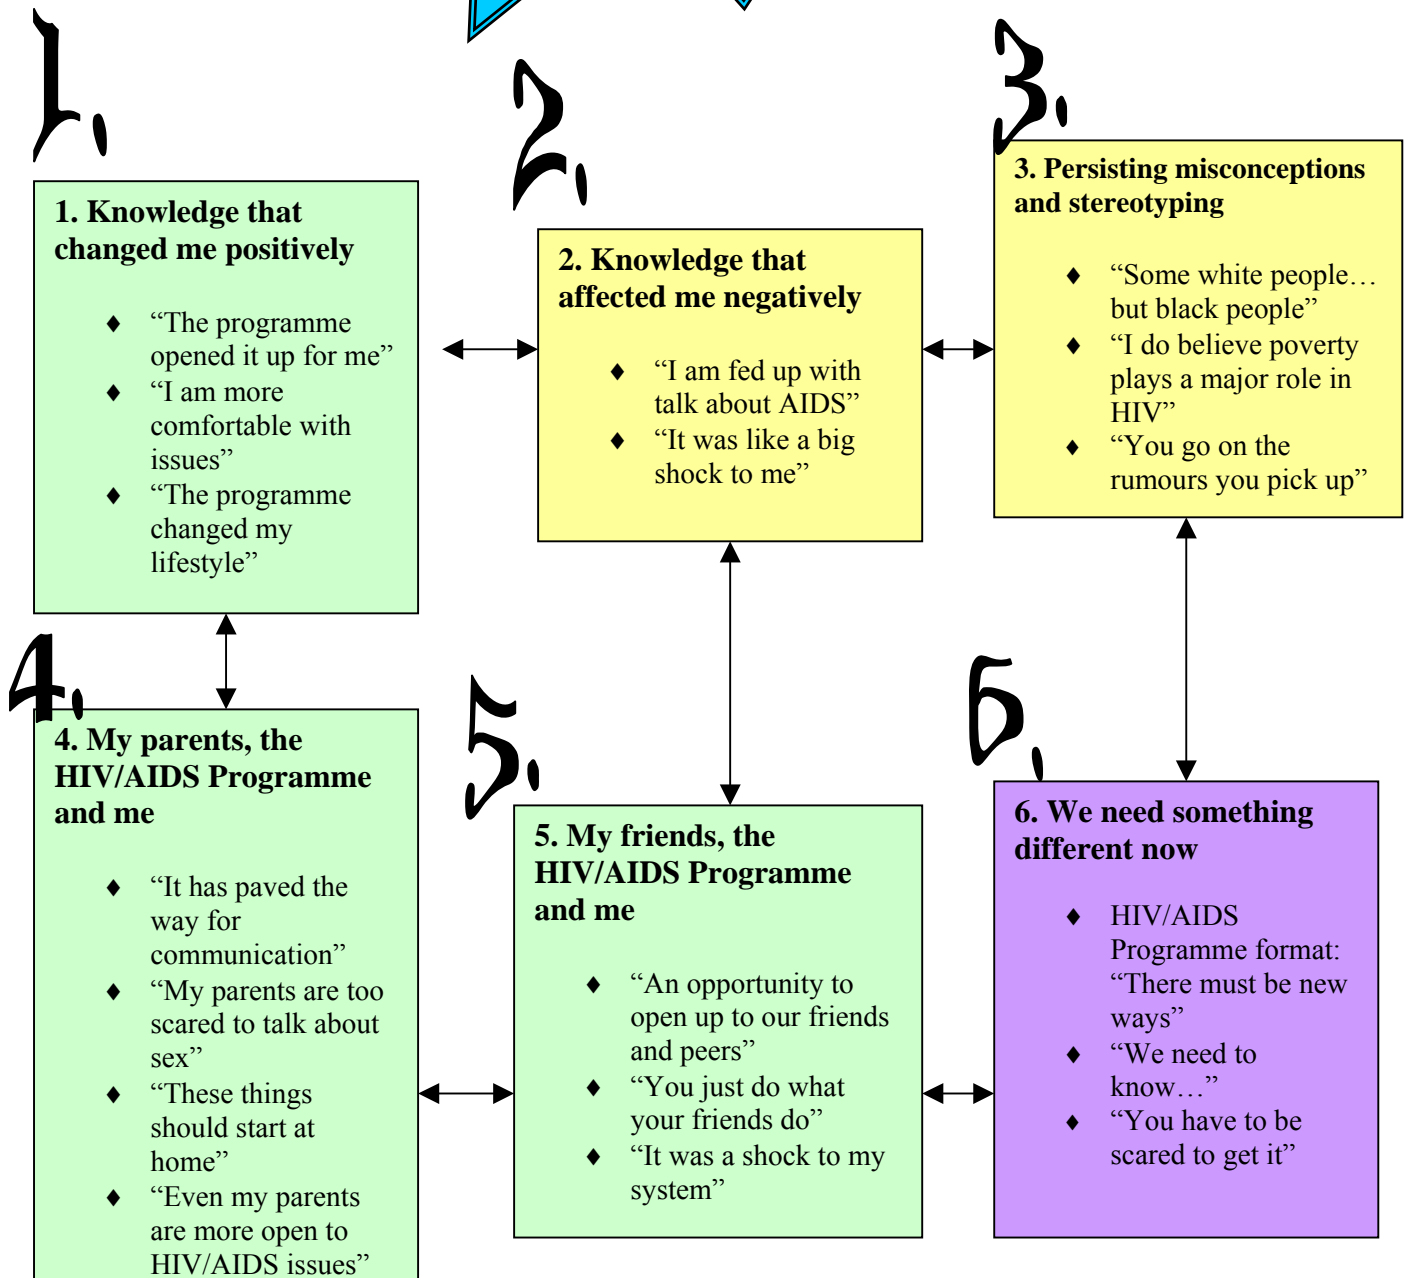 1.
2.
3.
1. Knowledge that
changed me positively
♦ “The programme
opened it up for me”
♦ “I am more
comfortable with
issues”
♦ “The programme
changed my
lifestyle”
2. Knowledge that
affected me negatively
♦ “I am fed up with
talk about AIDS”
♦ “It was like a big
shock to me”
3. Persisting misconceptions
and stereotyping
♦ “Some white people…
but black people”
♦ “I do believe poverty
plays a major role in
HIV”
♦ “You go on the
rumours you pick up”
4.
5.
6.
4. My parents, the
HIV/AIDS Programme
and me
♦ “It has paved the
way for
communication”
♦ “My parents are too
scared to talk about
sex”
♦ “These things
should start at
home”
♦ “Even my parents
are more open to
HIV/AIDS issues”
5. My friends, the
HIV/AIDS Programme
and me
♦ “An opportunity to
open up to our friends
and peers”
♦ “You just do what
your friends do”
♦ “It was a shock to my
system”
6. We need something
different now
♦ HIV/AIDS
Programme format:
“There must be new
ways”
♦ “We need to
know…”
♦ “You have to be
scared to get it”